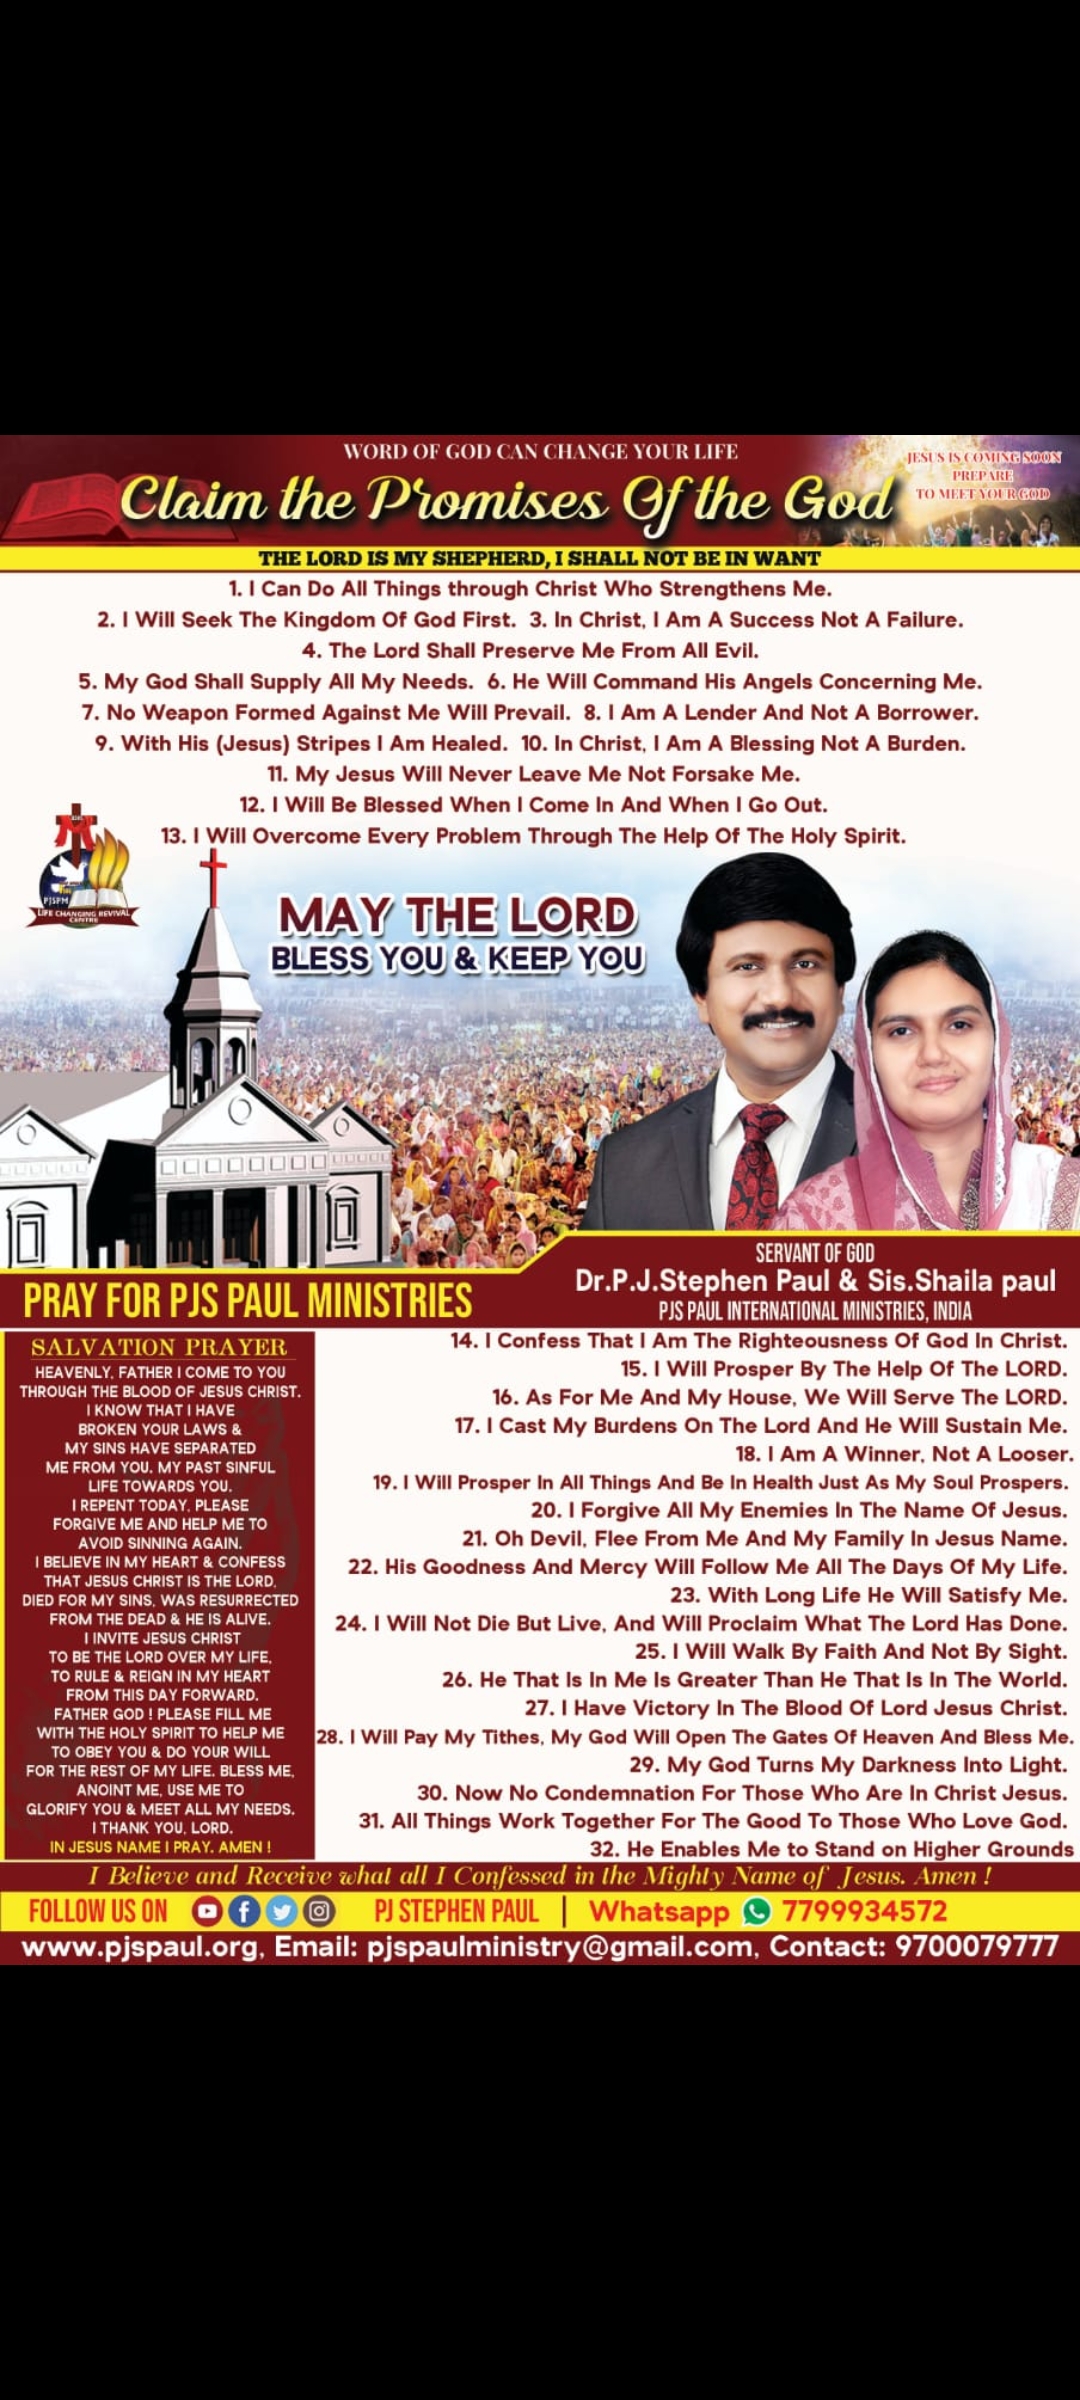 WORD OF GOD CAN CHANGE YOUR LIFE
Claim the Promises Of the God
JESUS IS COMING SOON
PREPARE
TO MEET YOUR GOD
THE LORD IS MY SHEPHERD, I SHALL NOT BE IN WANT
1. I Can Do All Things through Christ Who Strengthens Me.
2. I Will Seek The Kingdom Of God First. 3. In Christ, I Am A Success Not A Failure.
4. The Lord Shall Preserve Me From All Evil.
5. My God Shall Supply All My Needs. 6. He Will Command His Angels Concerning Me.
7. No Weapon Formed Against Me Will Prevail. 8. I Am A Lender And Not A Borrower.
9. With His (Jesus) Stripes I Am Healed. 10. In Christ, I Am A Blessing Not A Burden.
11. My Jesus Will Never Leave Me Not Forsake Me.
12. I Will Be Blessed When I Come In And When I Go Out.
13. I Will Overcome Every Problem Through The Help Of The Holy Spirit.
PJSPM
LIFE CHANGING REVIVAL
CENTRE
MAY THE LORD
BLESS YOU & KEEP YOU
SERVANT OF GOD
Dr.P.J.Stephen Paul & Sis.Shaila paul
PJS PAUL INTERNATIONAL MINISTRIES, INDIA
PRAY FOR PJS PAUL MINISTRIES
SALVATION PRAYER
HEAVENLY, FATHER I COME TO YOU
THROUGH THE BLOOD OF JESUS CHRIST.
I KNOW THAT I HAVE
BROKEN YOUR LAWS &
MY SINS HAVE SEPARATED
ME FROM YOU. MY PAST SINFUL
LIFE TOWARDS YOU.
I REPENT TODAY, PLEASE
FORGIVE ME AND HELP ME TO
AVOID SINNING AGAIN.
I BELIEVE IN MY HEART & CONFESS
THAT JESUS CHRIST IS THE LORD,
DIED FOR MY SINS, WAS RESURRECTED
FROM THE DEAD & HE IS ALIVE.
I INVITE JESUS CHRIST
TO BE THE LORD OVER MY LIFE,
TO RULE & REIGN IN MY HEART
FROM THIS DAY FORWARD.
FATHER GOD ! PLEASE FILL ME
WITH THE HOLY SPIRIT TO HELP ME
TO OBEY YOU & DO YOUR WILL
FOR THE REST OF MY LIFE. BLESS ME,
ANOINT ME, USE ME TO
GLORIFY YOU & MEET ALL MY NEEDS.
I THANK YOU, LORD.
IN JESUS NAME I PRAY. AMEN !
14. I Confess That I Am The Righteousness Of God In Christ.
15. I Will Prosper By The Help Of The LORD.
16. As For Me And My House, We Will Serve The LORD.
17. I Cast My Burdens On The Lord And He Will Sustain Me.
18. I Am A Winner, Not A Looser.
19. I Will Prosper In All Things And Be In Health Just As My Soul Prospers.
20. I Forgive All My Enemies In The Name Of Jesus.
21. Oh Devil, Flee From Me And My Family In Jesus Name.
22. His Goodness And Mercy Will Follow Me All The Days Of My Life.
23. With Long Life He Will Satisfy Me.
24. I Will Not Die But Live, And Will Proclaim What The Lord Has Done.
25. I Will Walk By Faith And Not By Sight.
26. He That Is In Me Is Greater Than He That Is In The World.
27. I Have Victory In The Blood Of Lord Jesus Christ.
28. I Will Pay My Tithes, My God Will Open The Gates Of Heaven And Bless Me.
29. My God Turns My Darkness Into Light.
30. Now No Condemnation For Those Who Are In Christ Jesus.
31. All Things Work Together For The Good To Those Who Love God.
32. He Enables Me to Stand on Higher Grounds
I Believe and Receive what all I Confessed in the Mighty Name of Jesus. Amen !
FOLLOW US ON PJ STEPHEN PAUL | Whatsapp 7799934572
www.pjspaul.org, Email: pjspaulministry@gmail.com, Contact: 9700079777